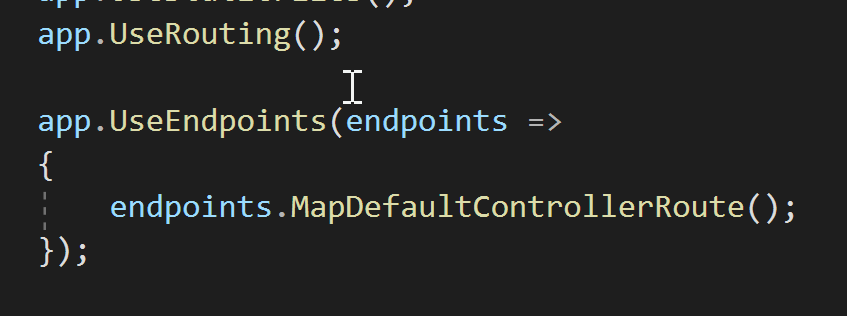 app.UseRouting();
app.UseEndpoints(endpoints =>
{
    endpoints.MapDefaultControllerRoute();
});